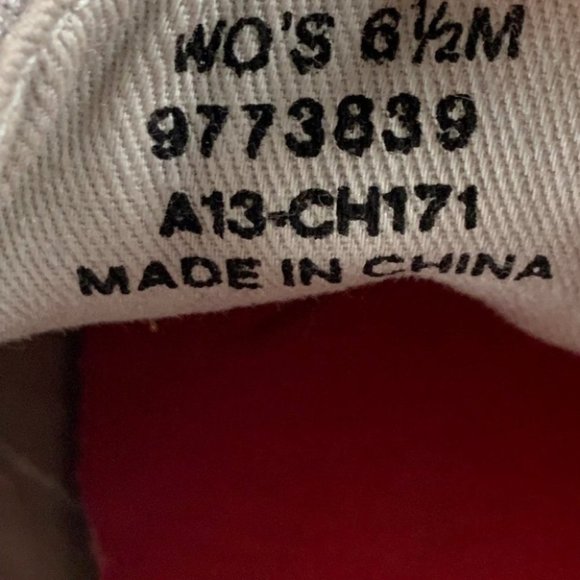 WO'S 6½M
9773839
A13-CH171
MADE IN CHINA